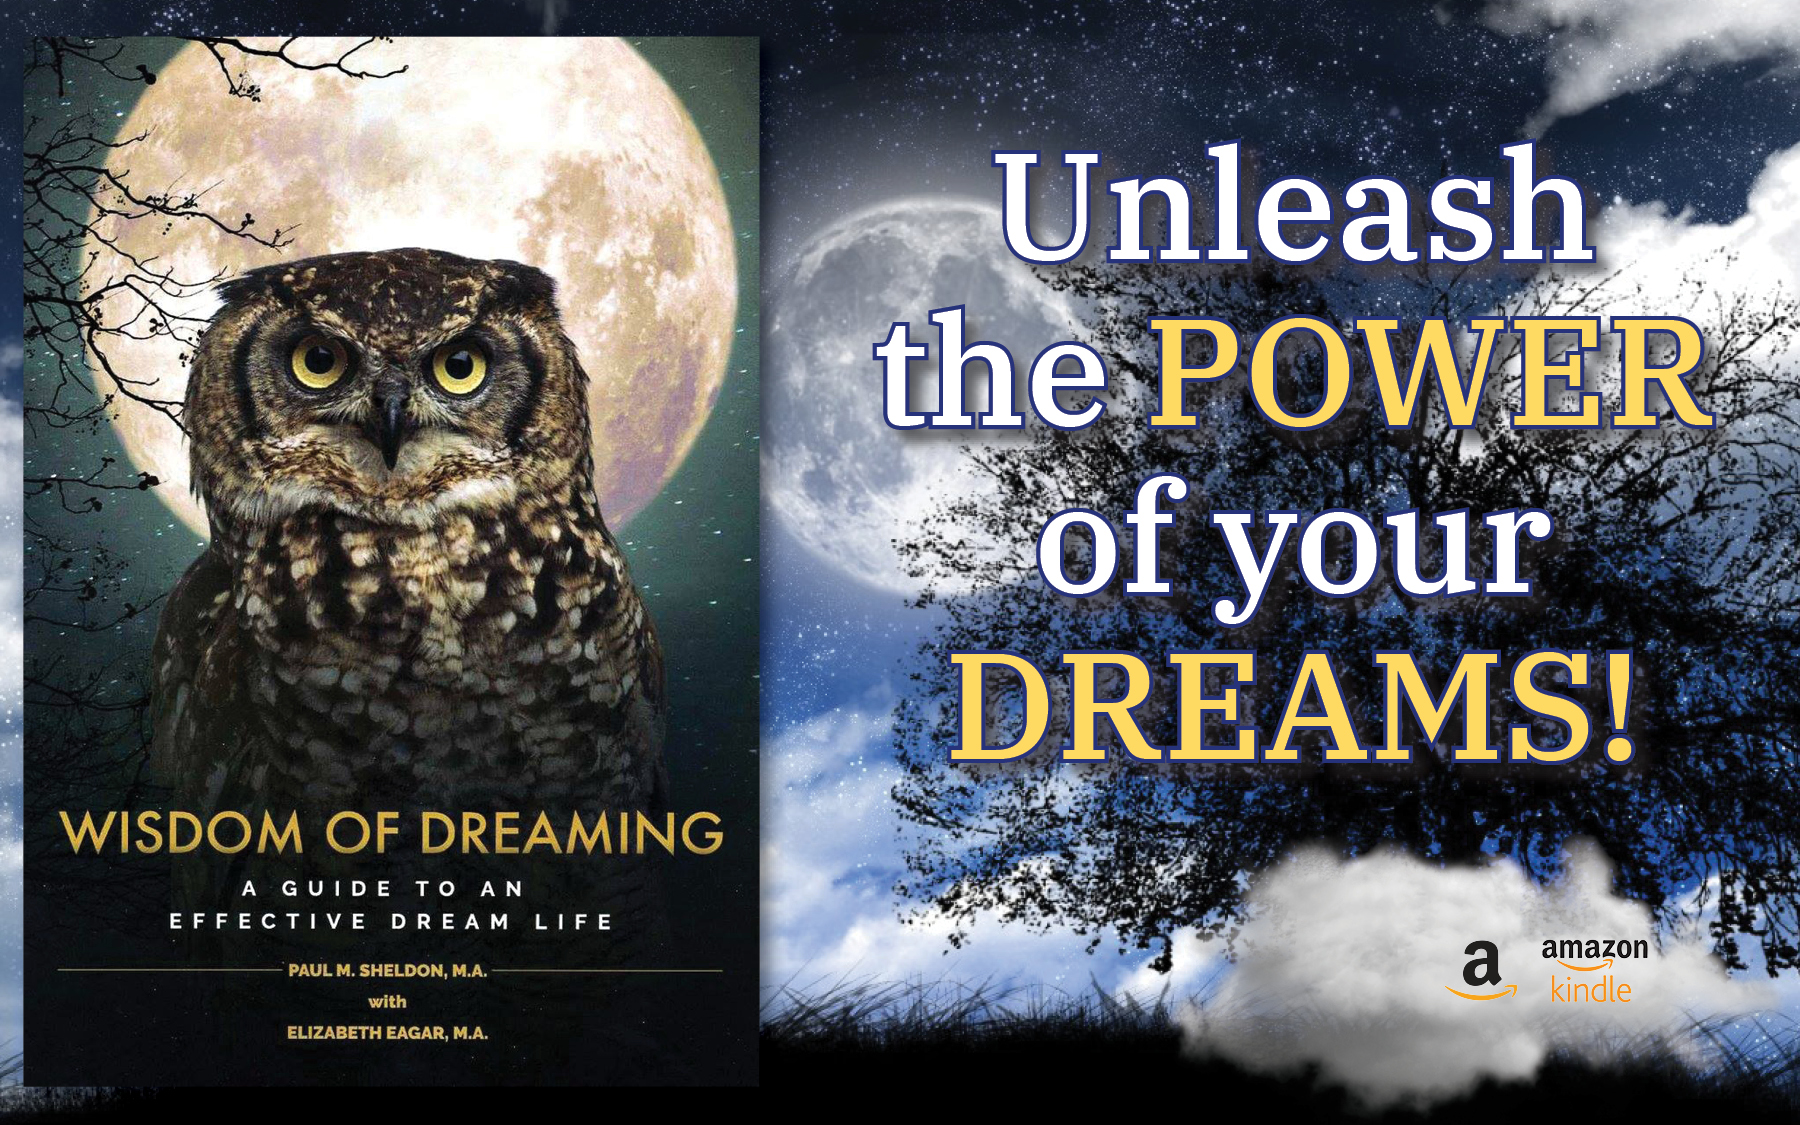 WISDOM OF DREAMING
A GUIDE TO AN
EFFECTIVE DREAM LIFE
PAUL M. SHELDON, M.A.
with
ELIZABETH EAGAR, M.A.
Unleash
the POWER
of your
DREAMS!
a
amazon
kindle